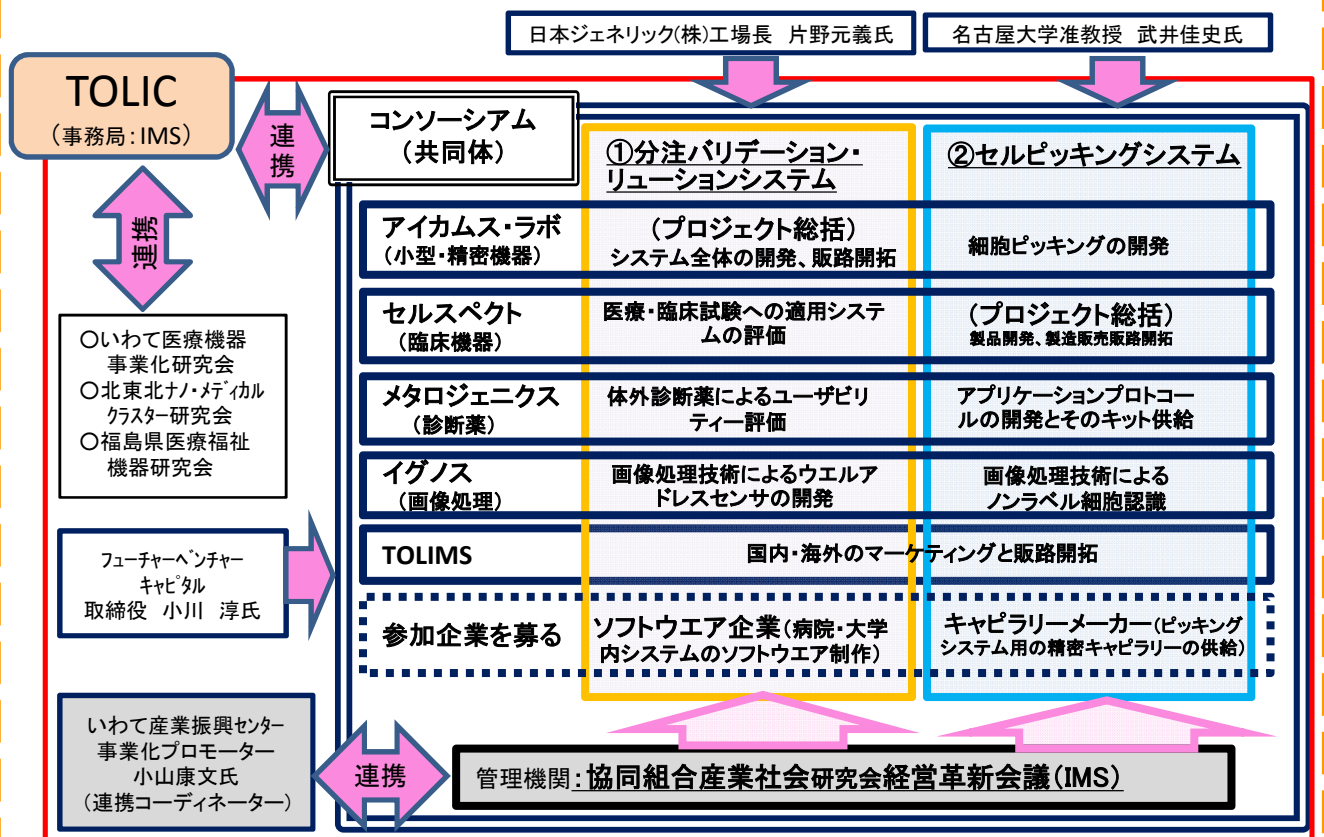 日本ジェネリック(株)工場長 片野元義氏
名古屋大学准教授 武井佳史氏
TOLIC
(事務局:IMS)
連携
コンソーシアム
(共同体)
①分注バリデーション・
リューションシステム
②セルピッキングシステム
連携
アイカムス・ラボ
(小型・精密機器)
(プロジェクト総括)
システム全体の開発、販路開拓
細胞ピッキングの開発
セルスペクト
(臨床機器)
医療・臨床試験への適用システ
ムの評価
(プロジェクト総括)
製品開発、製造販売販路開拓
〇いわて医療機器
事業化研究会
〇北東北ナノ・メディカル
クラスター研究会
〇福島県医療福祉
機器研究会
メタロジェニクス
(診断薬)
体外診断薬によるユーザビリ
ティー評価
アプリケーションプロトコー
ルの開発とそのキット供給
イグノス
(画像処理)
画像処理技術によるウエルア
ドレスセンサの開発
画像処理技術による
ノンラベル細胞認識
フューチャーベンチャー
キャピタル
取締役 小川 淳氏
TOLIMS
国内・海外のマーケティングと販路開拓
参加企業を募る
ソフトウエア企業(病院・大学
内システムのソフトウエア制作)
キャピラリーメーカー(ピッキング
システム用の精密キャピラリーの供給)
いわて産業振興センター
事業化プロモーター
小山康文氏
(連携コーディネーター)
連携
管理機関:協同組合産業社会研究会経営革新会議(IMS)